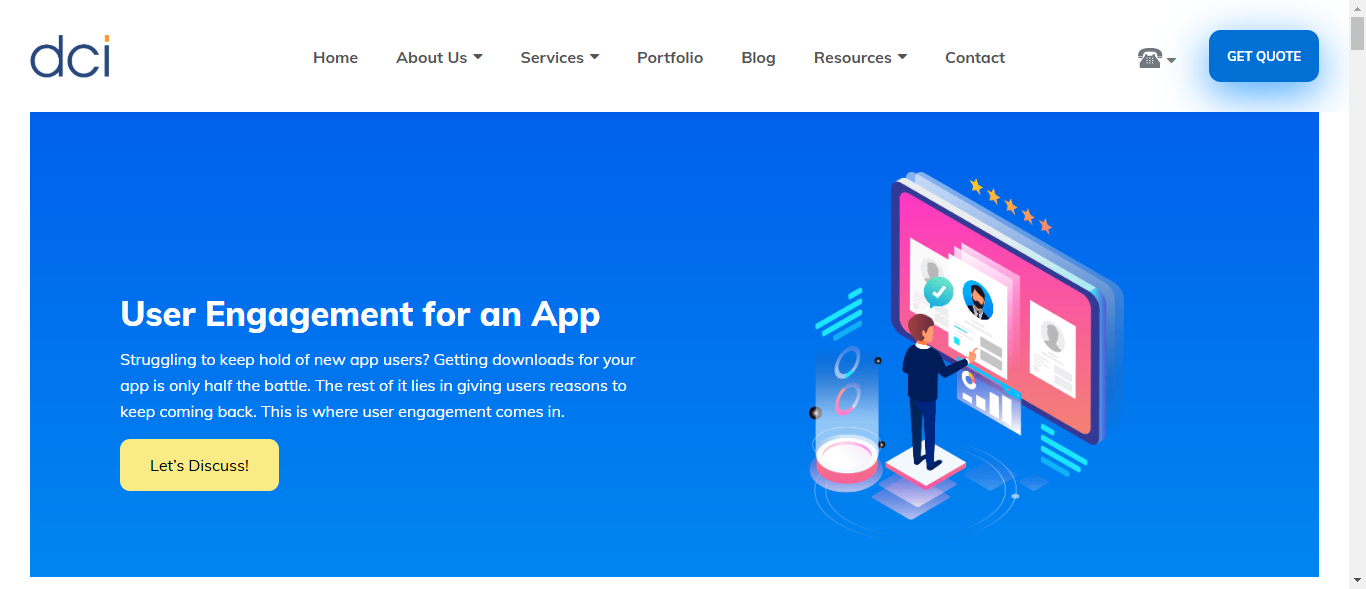 dci
Home
About Us
Services
Portfolio
Blog
Resources
Contact
GET QUOTE
User Engagement for an App
Struggling to keep hold of new app users? Getting downloads for your
app is only half the battle. The rest of it lies in giving users reasons to
keep coming back. This is where user engagement comes in.
Let's Discuss!